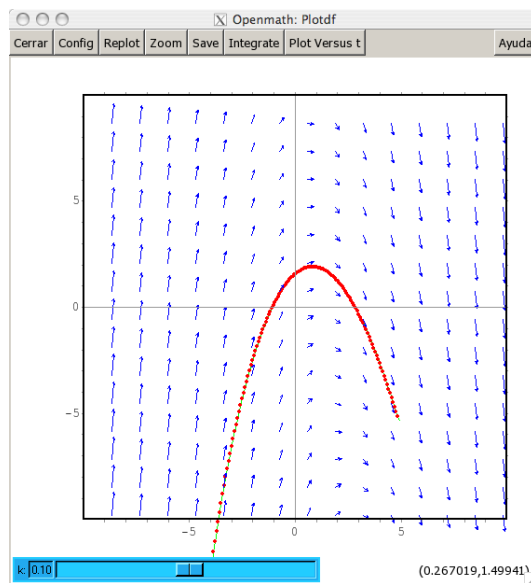 Openmath: Plotdf
Cerrar Config Replot Zoom Save Integrate Plot Versus t Ayuda
5
0
-5
-5 0 5
k: 0.10 (0.267019,1.49941)